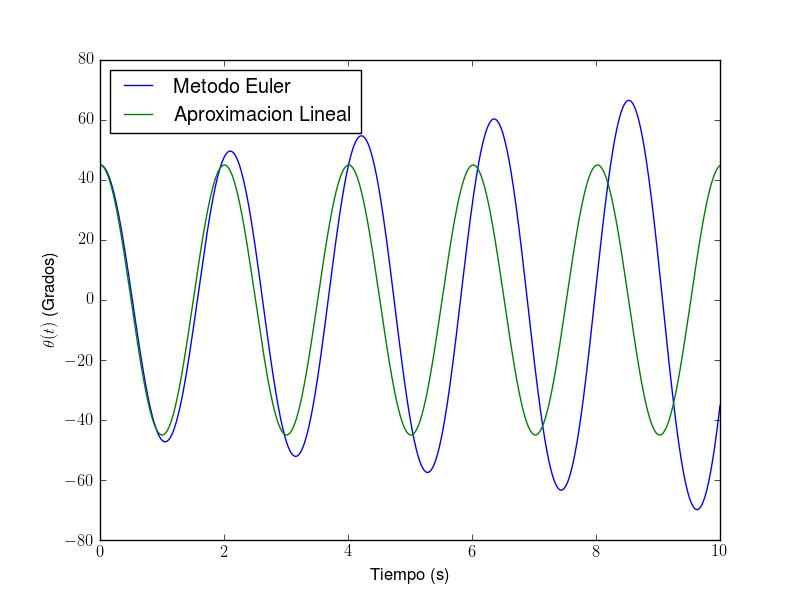 80
60
40
20
0
−20
−40
−60
−80
θ(t) (Grados)
Metodo Euler
Aproximacion Lineal
0 2 4 6 8 10
Tiempo (s)